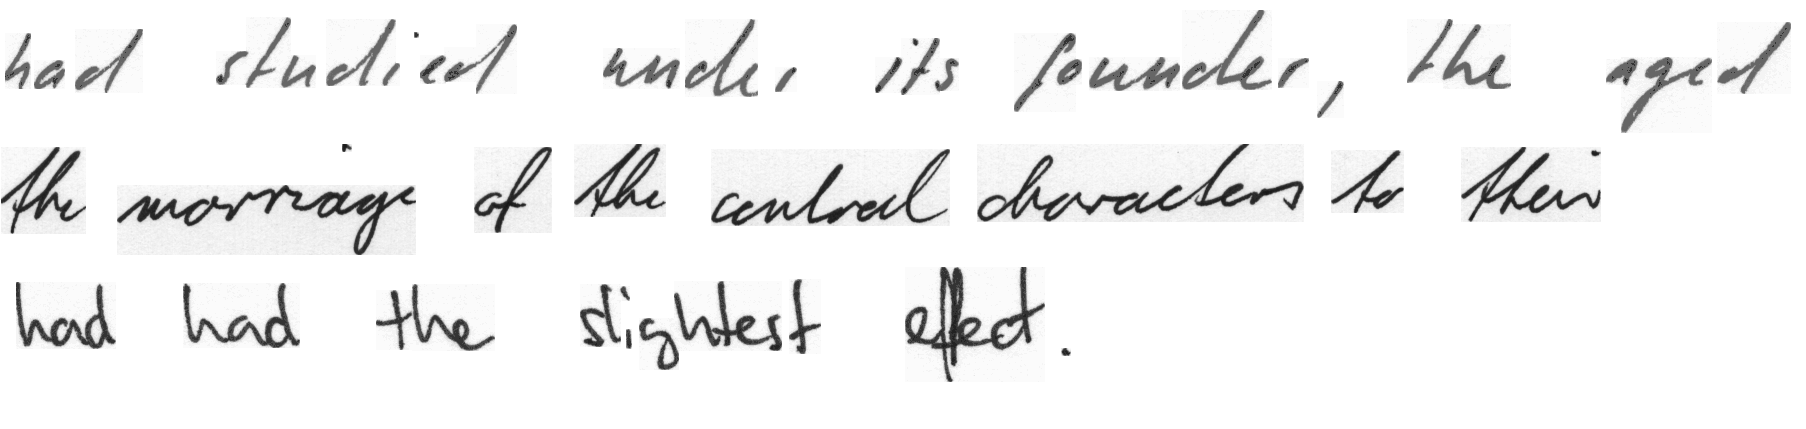 had studied under its founder, the aged
the marriage of the central characters to their
had had the slightest effect.